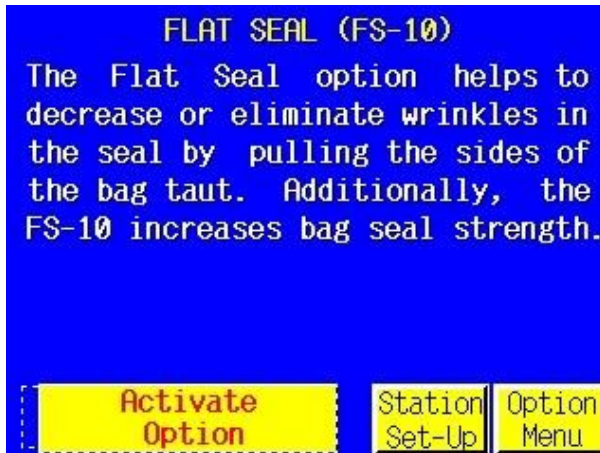 FLAT SEAL (FS-10)
The Flat Seal option helps to
decrease or eliminate wrinkles in
the seal by pulling the sides of
the bag taut. Additionally, the
FS-10 increases bag seal strength.
Activate
Option
Station
Set-Up
Option
Menu